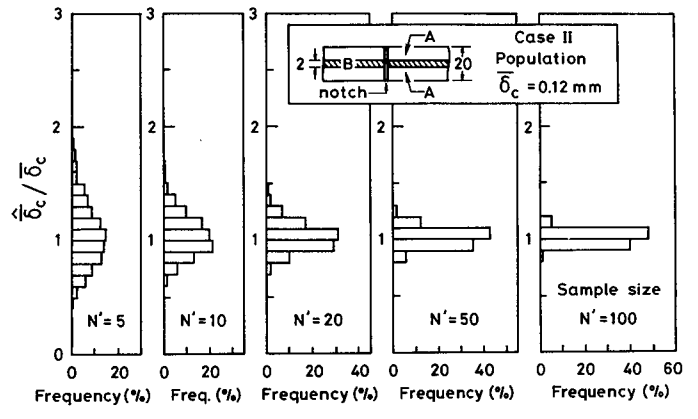 3
2
1
0
δ̂̄c / δ̄c
Case II
Population
δ̄c = 0.12 mm
A
2
B
20
notch
A
2
2
2
1
1
1
1
N' = 5
N' = 10
N' = 20
N' = 50
Sample size
N' = 100
0 20
0 20
0 20 40
0 20 40
0 20 40 60
Frequency (%)
Freq. (%)
Frequency (%)
Frequency (%)
Frequency (%)